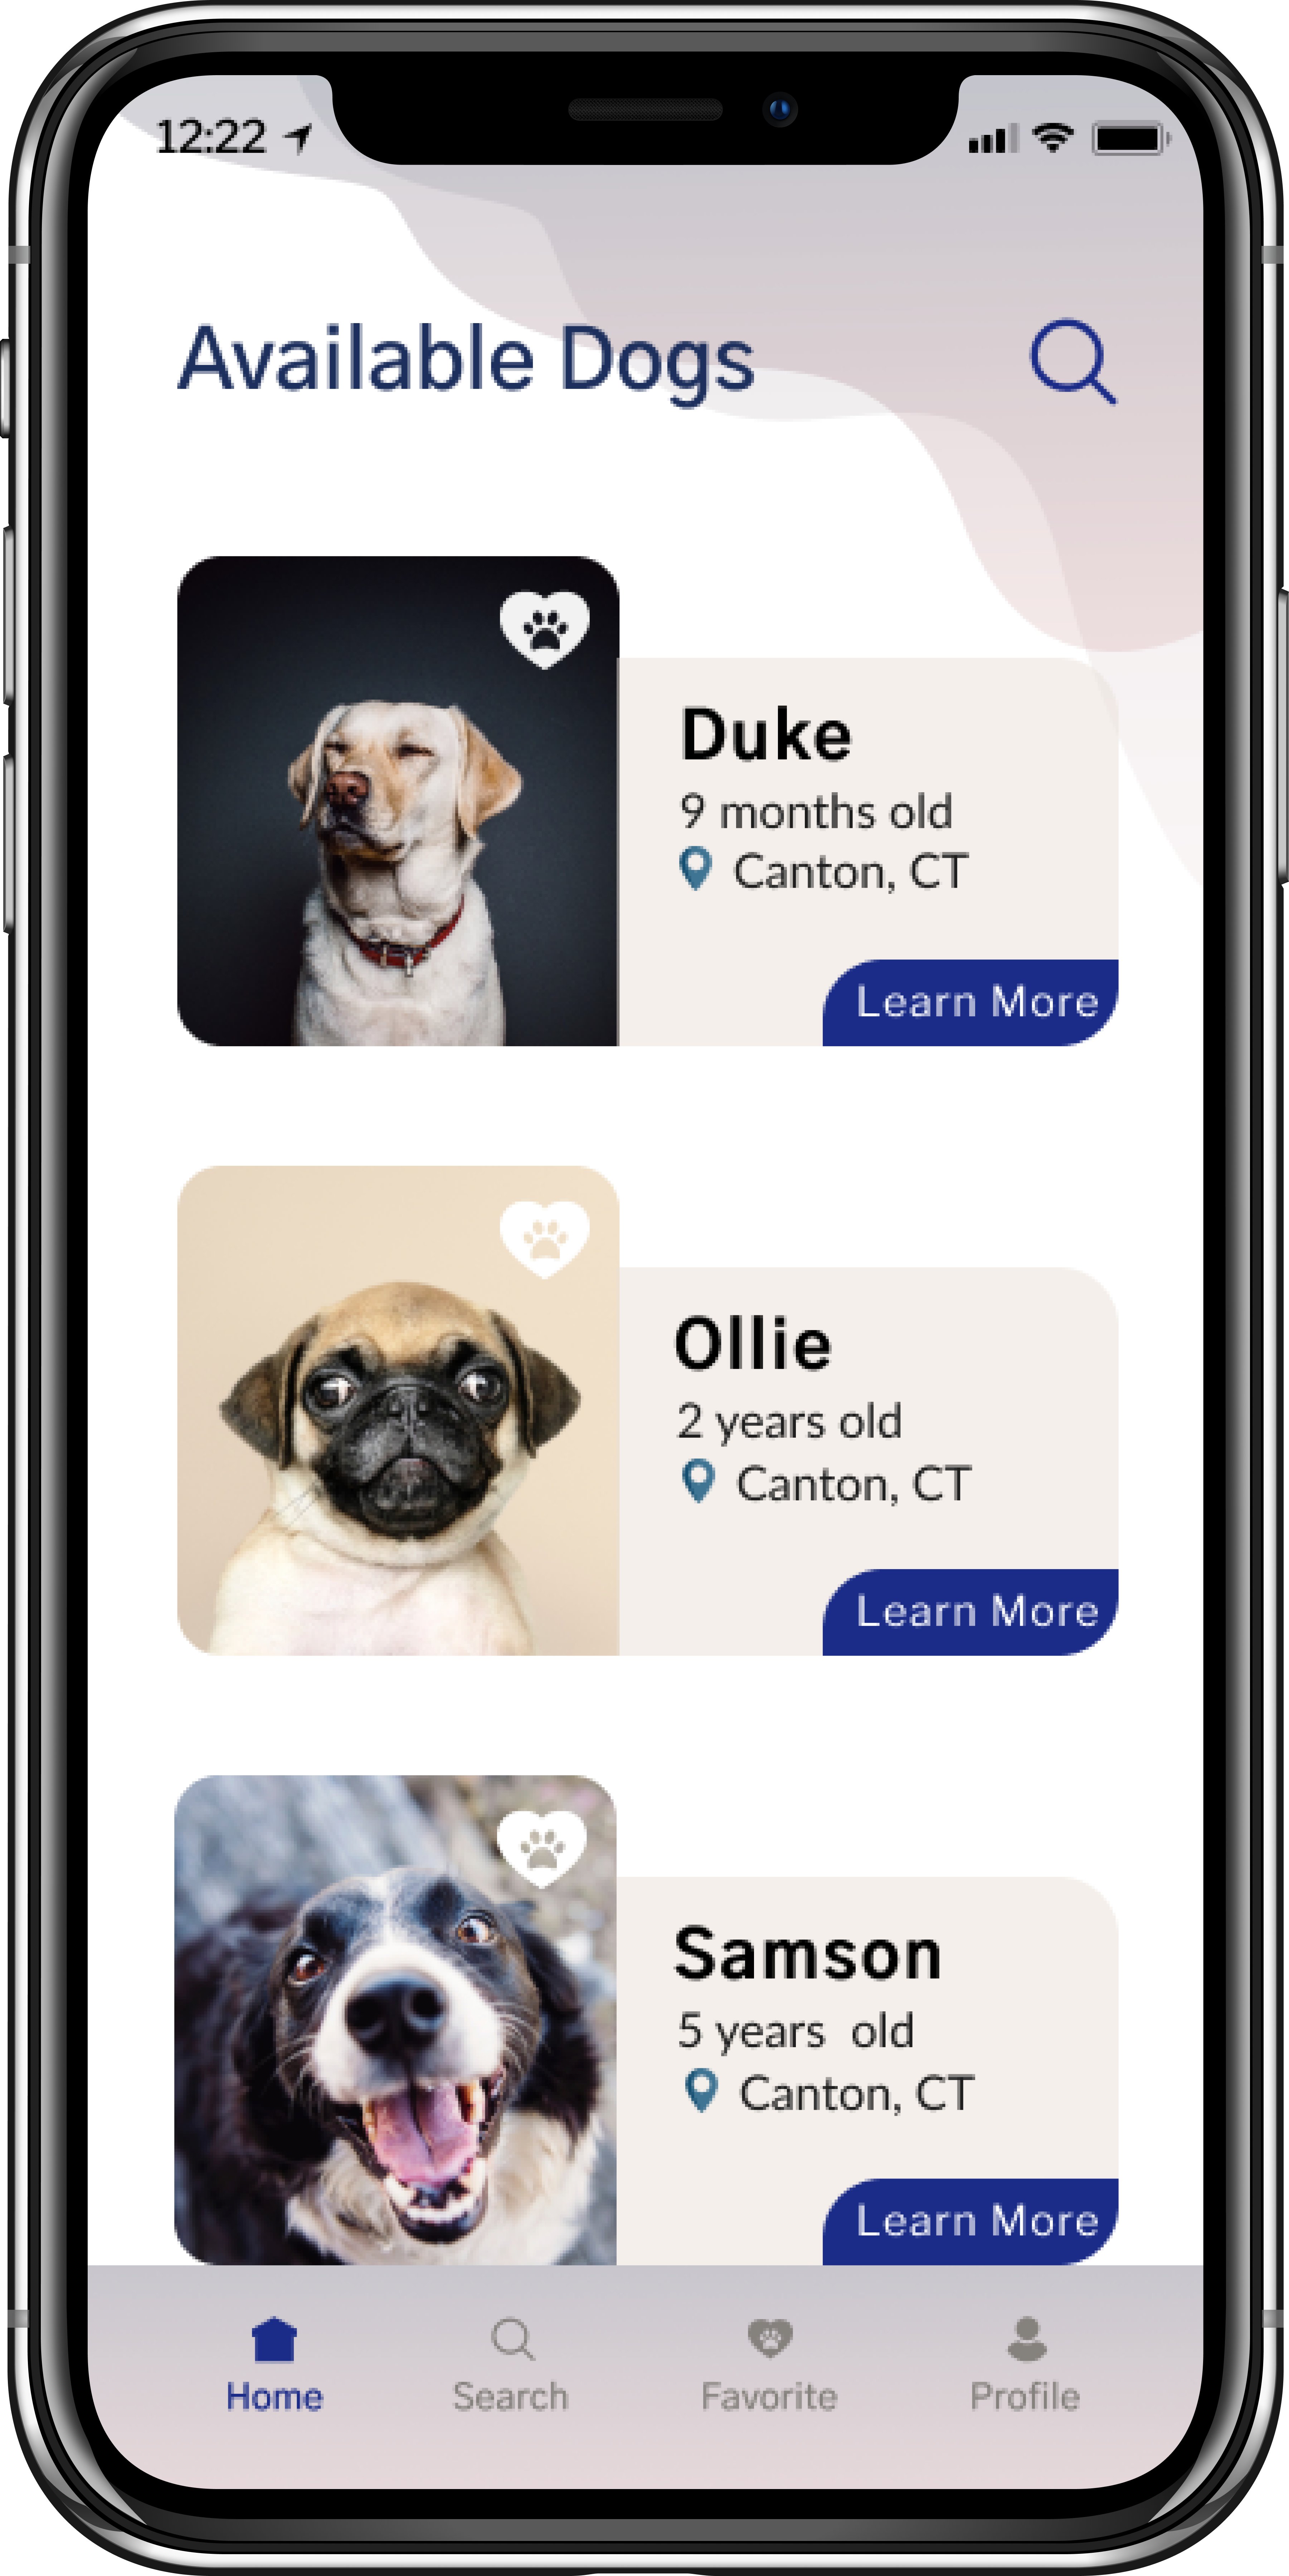 12:22
Available Dogs
Duke
9 months old
Canton, CT
Learn More
Ollie
2 years old
Canton, CT
Learn More
Samson
5 years  old
Canton, CT
Learn More
Home
Search
Favorite
Profile